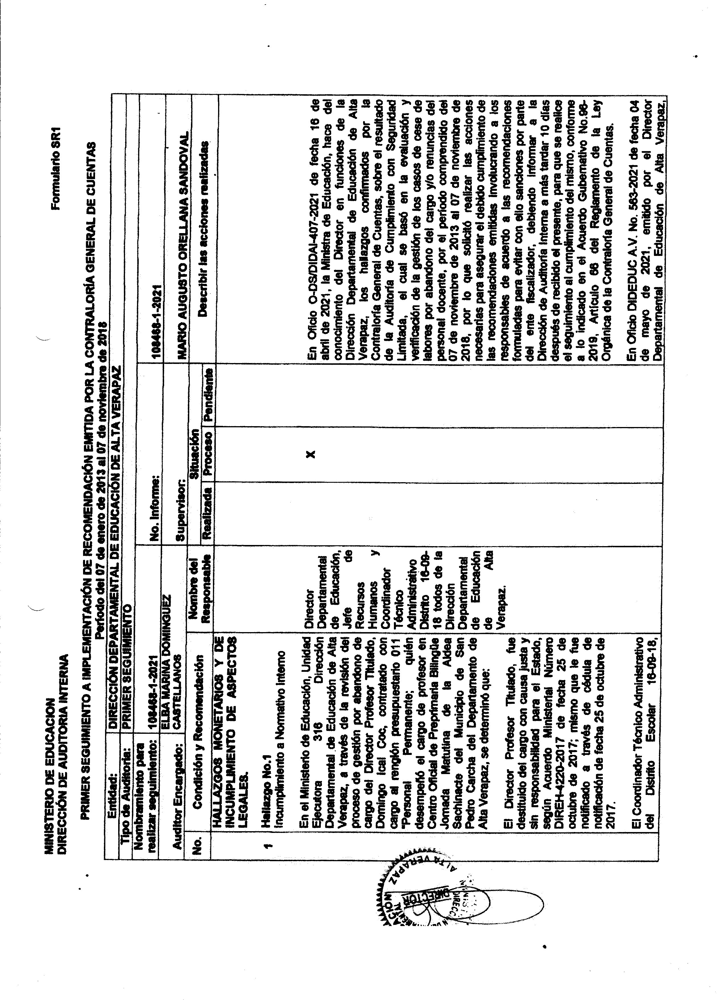 MINISTERIO DE EDUCACION
DIRECCIÓN DE AUDITORIA INTERNA
Formulario SR1
PRIMER SEGUIMIENTO A IMPLEMENTACIÓN DE RECOMENDACIÓN EMITIDA POR LA CONTRALORÍA GENERAL DE CUENTAS
Período del 07 de enero de 2013 al 07 de noviembre de 2018
Entidad: DIRECCIÓN DEPARTAMENTAL DE EDUCACIÓN DE ALTA VERAPAZ
Tipo de Auditoria: PRIMER SEGUIMIENTO
Nombramiento para
realizar seguimiento: 108468-1-2021
No. Informe: 108468-1-2021
Auditor Encargado: ELBA MARINA DOMINGUEZ
CASTELLANOS
Supervisor: MARIO AUGUSTO ORELLANA SANDOVAL
No.
Condición y Recomendación
Nombre del
Responsable
Situación
Realizada Proceso Pendiente
Describir las acciones realizadas
HALLAZGOS MONETARIOS Y DE
INCUMPLIMIENTO DE ASPECTOS
LEGALES.
1
Hallazgo No.1
Incumplimiento a Normativo Interno
En el Ministerio de Educación, Unidad
Ejecutora 316 Dirección
Departamental de Educación de Alta
Verapaz, a través de la revisión del
proceso de gestión por abandono de
cargo del Director Profesor Titulado,
Domingo Ical Coc, contratado con
cargo al renglón presupuestario 011
"Personal Permanente; quién
desempeñó el cargo de profesor en
Centro Oficial de Preprimaria Bilingüe
Jornada Matutina de la Aldea
Sachinacte del Municipio de San
Pedro Carcha del Departamento de
Alta Verapaz, se determinó que:
El Director Profesor Titulado, fue
destituido del cargo con causa justa y
sin responsabilidad para el Estado,
según Acuerdo Ministerial Número
DIREH-4220-2017 de fecha 25 de
octubre de 2017; mismo que le fue
notificado a través de cédula de
notificación de fecha 25 de octubre de
2017.
El Coordinador Técnico Administrativo
del Distrito Escolar 16-09-18,
Director
Departamental
de Educación,
Jefe de
Recursos
Humanos y
Coordinador
Técnico
Administrativo
Distrito 16-09-
18 todos de la
Dirección
Departamental
de Educación
de Alta
Verapaz.
X
En Oficio O-DS/DIDAI-407-2021 de fecha 16 de
abril de 2021, la Ministra de Educación, hace del
conocimiento del Director en funciones de la
Dirección Departamental de Educación de Alta
Verapaz, los hallazgos confirmados por la
Contraloría General de Cuentas, sobre el resultado
de la Auditoría de Cumplimiento con Seguridad
Limitada, el cual se basó en la evaluación y
verificación de la gestión de los casos de cese de
labores por abandono del cargo y/o renuncias del
personal docente, por el período comprendido del
07 de noviembre de 2013 al 07 de noviembre de
2018, por lo que solicitó realizar las acciones
necesarias para asegurar el debido cumplimiento de
las recomendaciones emitidas involucrando a los
responsables de acuerdo a las recomendaciones
formuladas para evitar con ello sanciones por parte
del ente fiscalizador, debiendo informar a la
Dirección de Auditoría Interna a más tardar 10 días
después de recibido el presente, para que se realice
el seguimiento al cumplimiento del mismo, conforme
a lo indicado en el Acuerdo Gubernativo No.96-
2019, Artículo 66 del Reglamento de la Ley
Orgánica de la Contraloría General de Cuentas.
En Oficio DIDEDUC A.V. No. 563-2021 de fecha 04
de mayo de 2021, emitido por el Director
Departamental de Educación de Alta Verapaz,
ALTA VERAPAZ